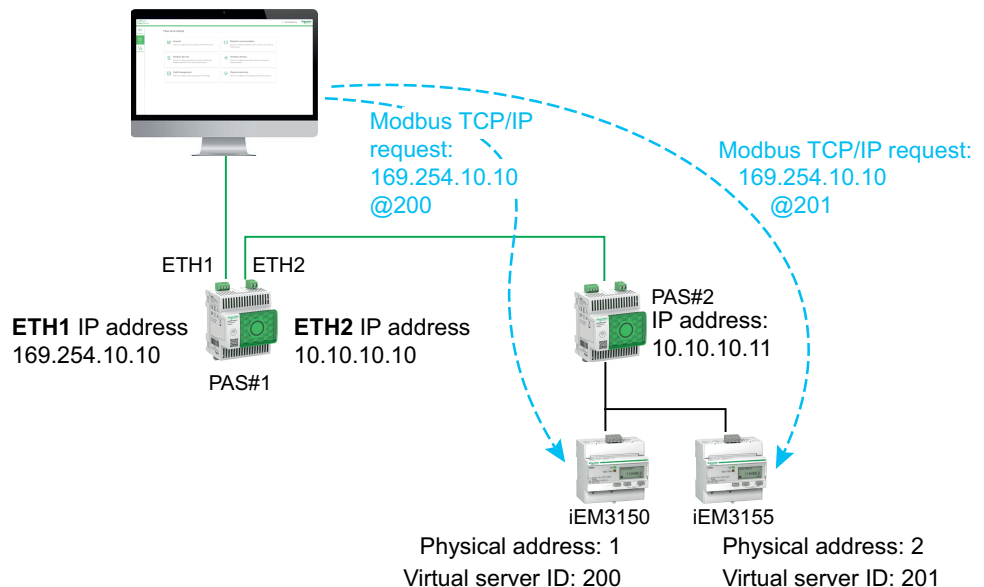 Modbus TCP/IP
request:
169.254.10.10
@200
Modbus TCP/IP request:
169.254.10.10
@201
ETH1
ETH2
ETH1 IP address
169.254.10.10
ETH2 IP address
10.10.10.10
PAS#1
PAS#2
IP address:
10.10.10.11
iEM3150
iEM3155
Physical address: 1
Virtual server ID: 200
Physical address: 2
Virtual server ID: 201